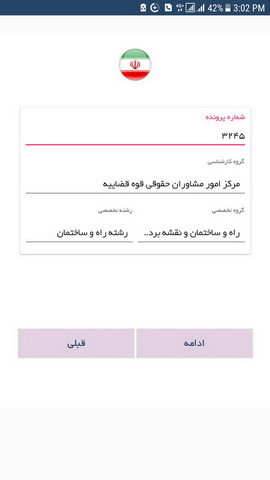 42% 3:02 PM
شماره پرونده
۳۲۴۵
گروه کارشناسی
مرکز امور مشاوران حقوقی قوه قضاییه
گروه تخصصی رشته تخصصی
راه و ساختمان و نقشه برد.. رشته راه و ساختمان
ادامه قبلی